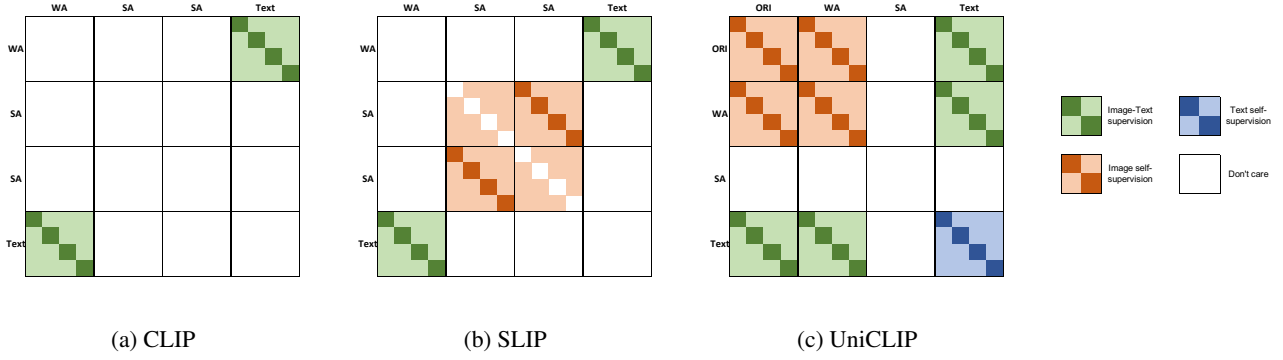 WA SA SA Text
WA
SA
SA
Text
WA SA SA Text
WA
SA
SA
Text
ORI WA SA Text
ORI
WA
SA
Text
Image-Text
supervision
Text self-
supervision
Image self-
supervision
Don't care
(a) CLIP
(b) SLIP
(c) UniCLIP